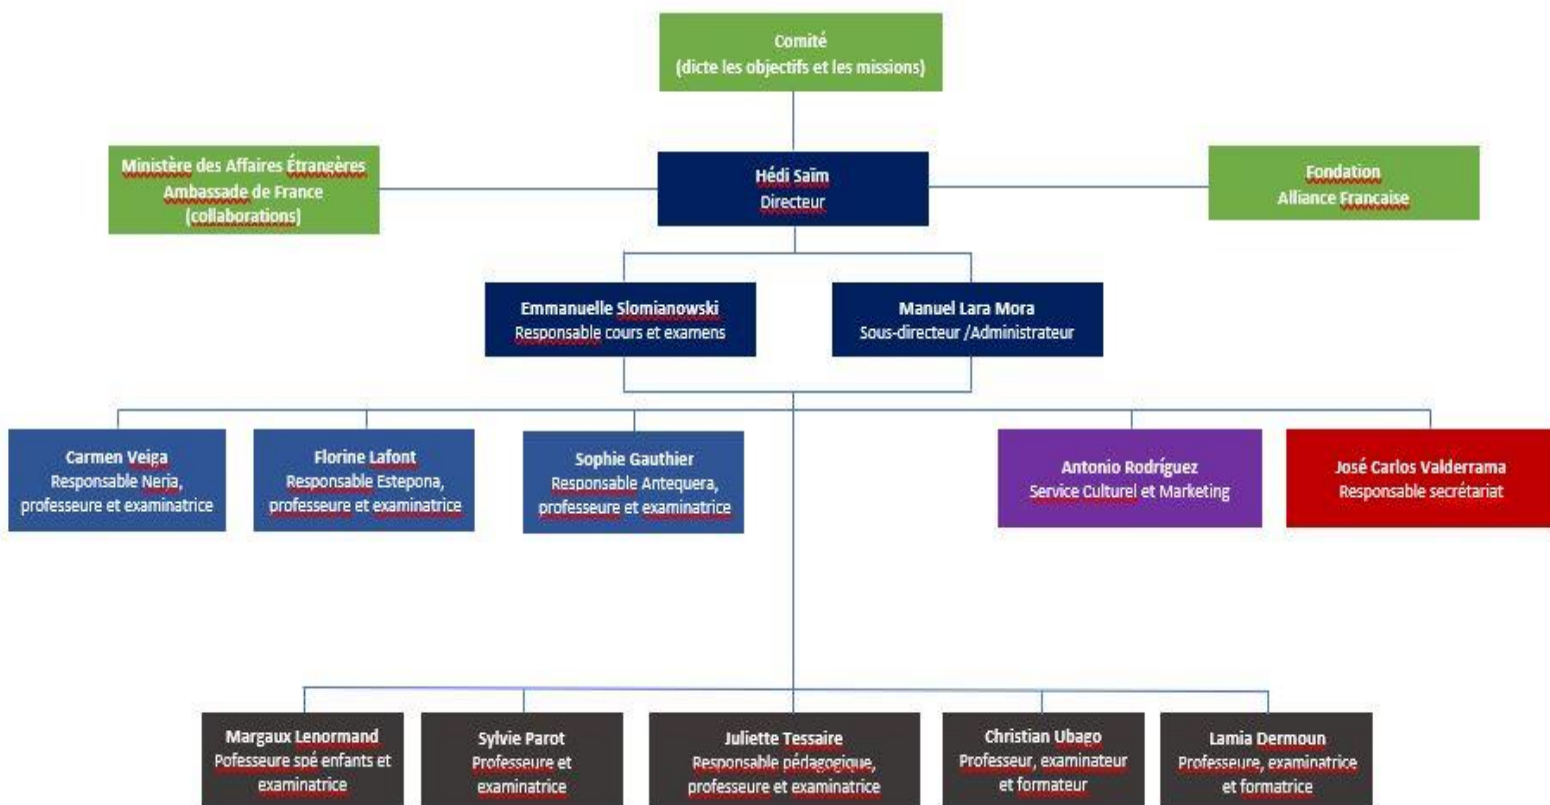 Comité
(dicte les objectifs et les missions)
Ministère des Affaires Étrangères
Ambassade de France
(collaborations)
Hédi Saïm
Directeur
Fondation
Alliance Francaise
Emmanuelle Slomianowski
Responsable cours et examens
Manuel Lara Mora
Sous-directeur /Administrateur
Carmen Veiga
Responsable Nerja,
professeure et examinatrice
Florine Lafont
Responsable Estepona,
professeure et examinatrice
Sophie Gauthier
Responsable Antequera,
professeure et examinatrice
Antonio Rodríguez
Service Culturel et Marketing
José Carlos Valderrama
Responsable secrétariat
Margaux Lenormand
Pofesseure spé enfants et
examinatrice
Sylvie Parot
Professeure et
examinatrice
Juliette Tessaire
Responsable pédagogique,
professeure et examinatrice
Christian Ubago
Professeur, examinateur
et formateur
Lamia Dermoun
Professeure, examinatrice
et formatrice